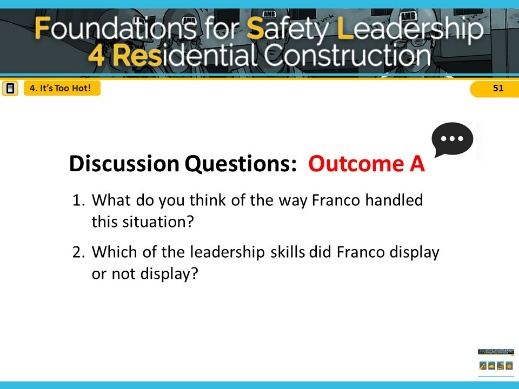 Foundations for Safety Leadership
4 Residential Construction
4. It's Too Hot!
51
Discussion Questions: Outcome A
1. What do you think of the way Franco handled
this situation?
2. Which of the leadership skills did Franco display
or not display?